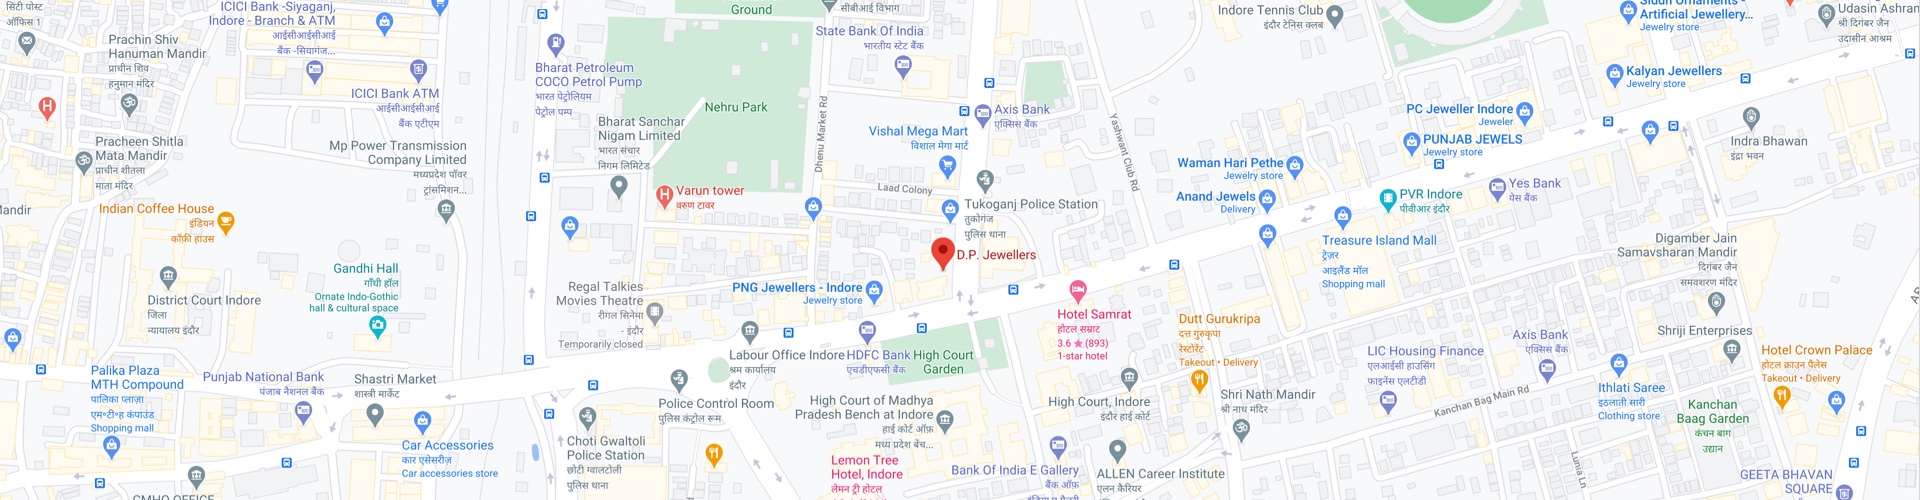 सिटी पोस्ट
ऑफिस 1
Prachin Shiv
Hanuman Mandir
प्राचीन शिव
हनुमान मंदिर
Pracheen Shitla
Mata Mandir
प्राचीन शीतला
माता मंदिर
Mandir
ICICI Bank -Siyaganj,
Indore - Branch & ATM
आईसीआईसीआई
बैंक -सियागंज...
ICICI Bank ATM
आईसीआईसीआई
बैंक एटीएम
Mp Power Transmission
Company Limited
मध्यप्रदेश पॉवर
ट्रांसमिशन...
Indian Coffee House
इंडियन
कॉफ़ी हाउस
Gandhi Hall
गाँधी हॉल
Ornate Indo-Gothic
hall & cultural space
District Court Indore
जिला
न्यायालय इंदौर
Palika Plaza
MTH Compound
पालिका प्लाज़ा
एम॰टी॰ह कंपाउंड
Shopping mall
Punjab National Bank
पंजाब नैशनल बैंक
Shastri Market
शास्त्री मार्केट
Car Accessories
कार एसेसरीज़
Car accessories store
CMHO OFFICE
Bharat Petroleum
COCO Petrol Pump
भारत पेट्रोलियम
पेट्रोल पम्प
Bharat Sanchar
Nigam Limited
भारत संचार
निगम लिमिटेड
Ground
Nehru Park
Varun tower
वरुण टावर
Dhenu Market Rd
सीबीआई विभाग
State Bank Of India
भारतीय स्टेट बैंक
Vishal Mega Mart
विशाल मेगा मार्ट
Laad Colony
Axis Bank
एक्सिस बैंक
Tukoganj Police Station
तुकोगंज
पुलिस थाना
D.P. Jewellers
PNG Jewellers - Indore
Jewelry store
Regal Talkies
Movies Theatre
रीगल सिनेमा
- इंदौर
Temporarily closed
Labour Office Indore
श्रम कार्यालय
इंदौर
HDFC Bank
एचडीएफसी बैंक
High Court
Garden
Police Control Room
पुलिस कंट्रोल रूम
Choti Gwaltoli
Police Station
छोटी ग्वालटोली
पुलिस थाना
High Court of Madhya
Pradesh Bench at Indore
हाई कोर्ट ऑफ़
मध्य प्रदेश बेंच...
Lemon Tree
Hotel, Indore
लेमन ट्री होटल
Bank Of India E Gallery
बैंक ऑफ़
High Court, Indore
इंदौर हाई कोर्ट
ALLEN Career Institute
एलन कैरियर
Hotel Samrat
होटल सम्राट
3.6 ★ (893)
1-star hotel
Dutt Gurukripa
दत्त गुरुकृपा
रेस्टोरेंट
Takeout • Delivery
Shri Nath Mandir
श्री नाथ मंदिर
Indore Tennis Club
इंदौर टेनिस क्लब
Yashwant Club Rd
Waman Hari Pethe
Jewelry store
Anand Jewels
Delivery
PC Jeweller Indore
Jeweler
PUNJAB JEWELS
Jewelry store
PVR Indore
पीवीआर इंदौर
Yes Bank
येस बैंक
Treasure Island Mall
ट्रेज़र
आइलैंड मॉल
Shopping mall
LIC Housing Finance
एलआईसी हाउसिंग
फाइनेंस एलटीडी
Kanchan Bag Main Rd
Axis Bank
एक्सिस बैंक
Ithlati Saree
इठलाती सारी
Clothing store
Siddhi Ornaments -
Artificial Jewellery...
Jewelry store
Kalyan Jewellers
Jewelry store
Udasin Ashram
श्री दिगंबर जैन
उदासीन आश्रम
Indra Bhawan
इंद्रा भवन
Digamber Jain
Samavsharan Mandir
दिगंबर जैन
समवशरण मंदिर
Shriji Enterprises
Hotel Crown Palace
होटल क्राउन पैलेस
Takeout • Delivery
Kanchan
Baag Garden
कंचन बाग
उद्यान
Lumia Ln
GEETA BHAVAN
SQUARE